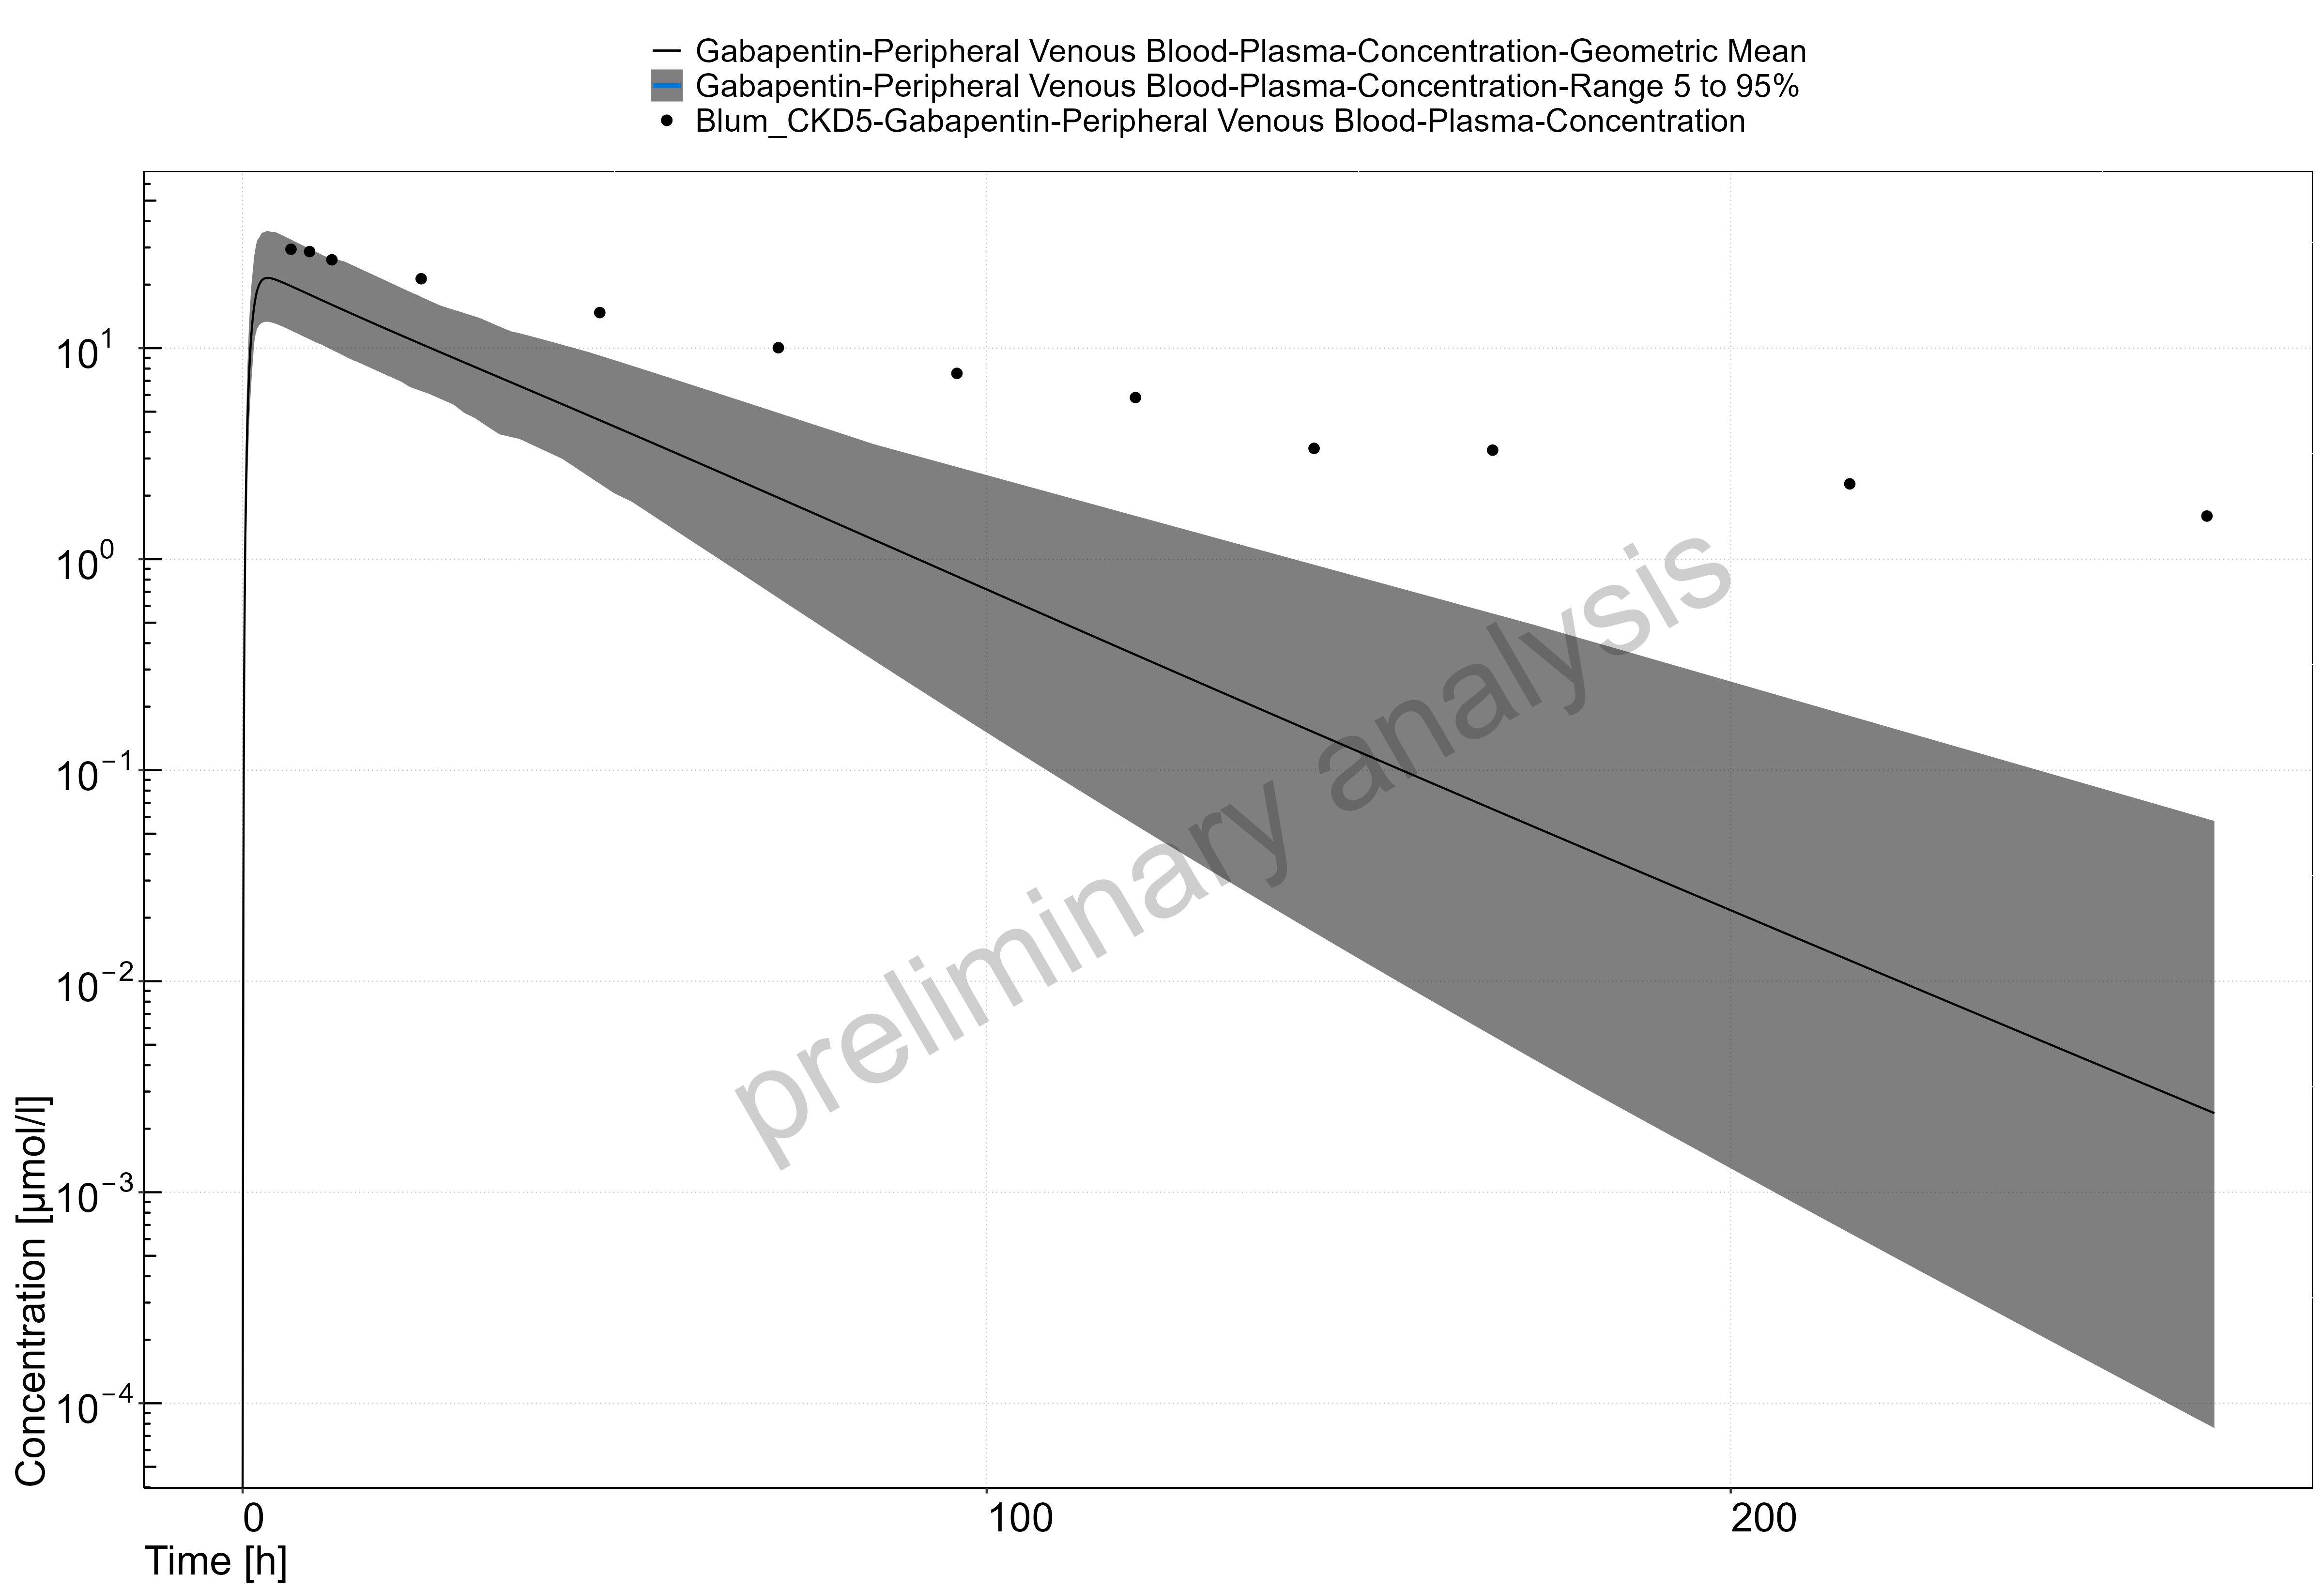 Gabapentin-Peripheral Venous Blood-Plasma-Concentration-Geometric Mean
Gabapentin-Peripheral Venous Blood-Plasma-Concentration-Range 5 to 95%
Blum_CKD5-Gabapentin-Peripheral Venous Blood-Plasma-Concentration
10¹
10⁰
10⁻¹
10⁻²
10⁻³
10⁻⁴
Concentration [µmol/l]
preliminary analysis
0 100 200
Time [h]